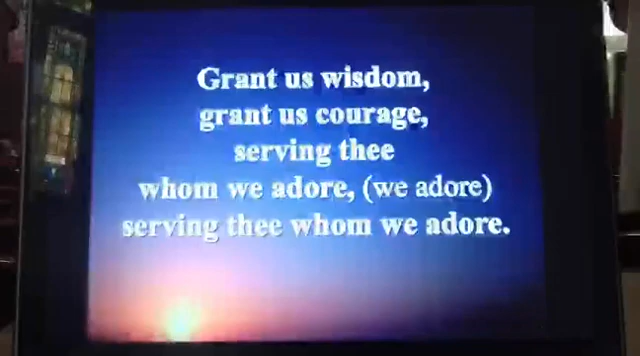 Grant us wisdom,
grant us courage,
serving thee
whom we adore, (we adore)
serving thee whom we adore.